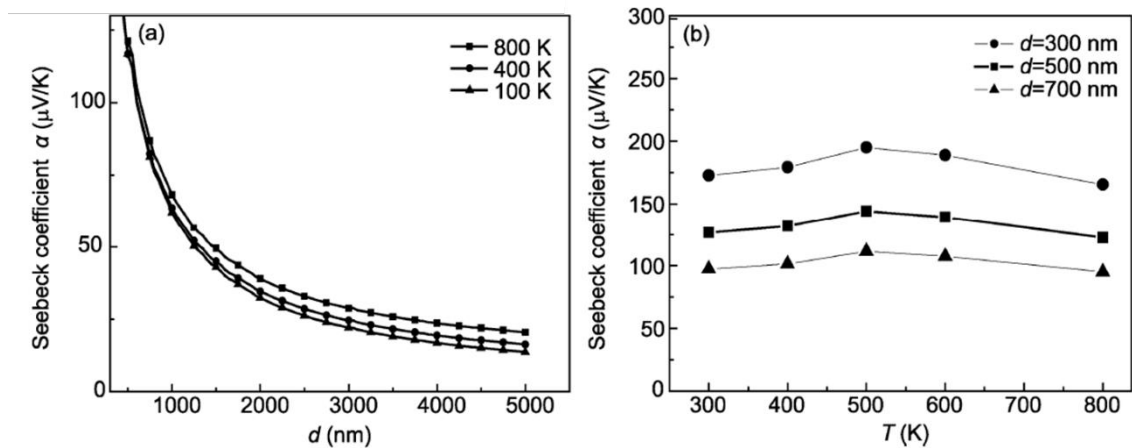 (a)
800 K
400 K
100 K
Seebeck coefficient α (μV/K)
100
50
0
1000 2000 3000 4000 5000
d (nm)
(b)
d=300 nm
d=500 nm
d=700 nm
Seebeck coefficient α (μV/K)
300
250
200
150
100
50
0
300 400 500 600 700 800
T (K)